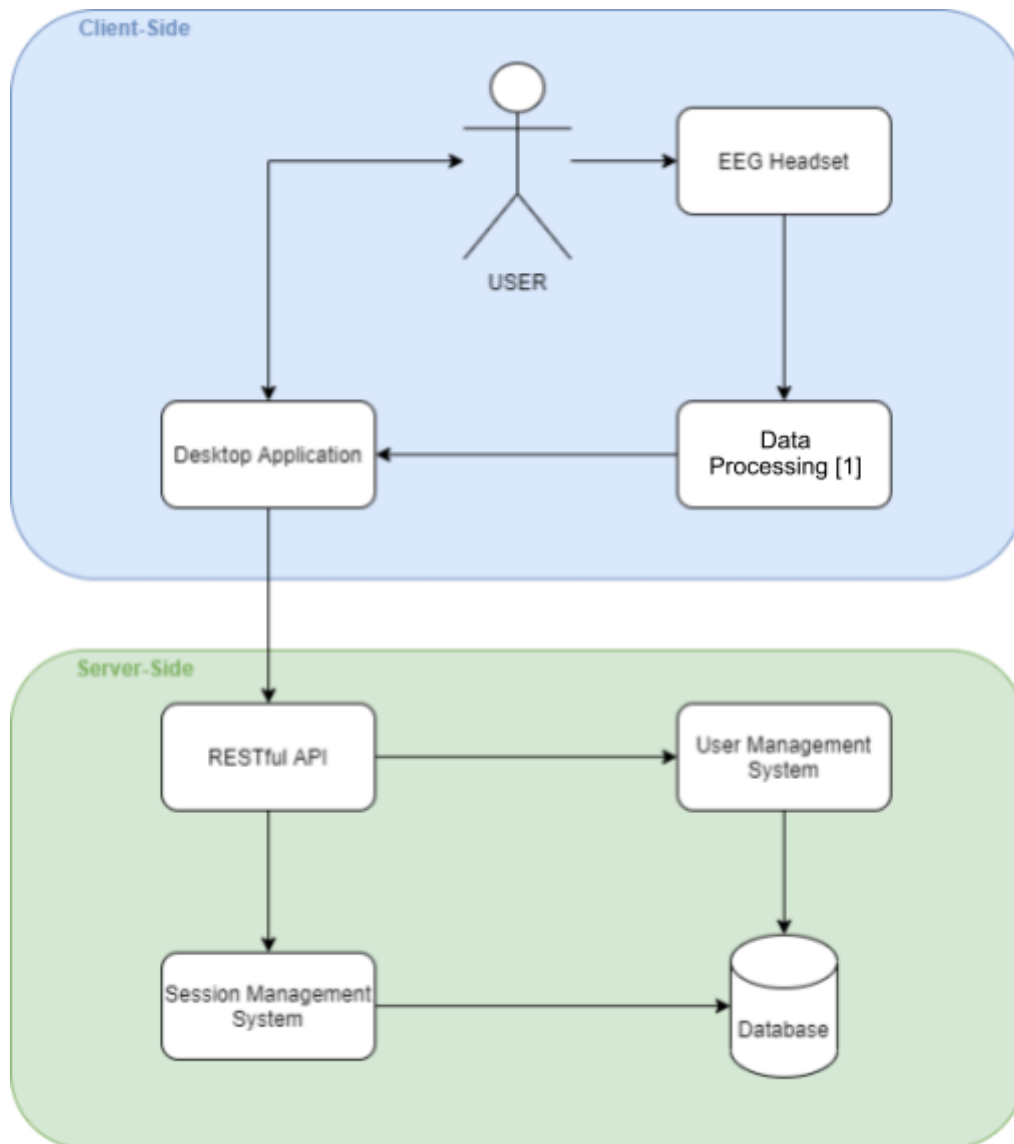 Client-Side
EEG Headset
USER
Desktop Application
Data
Processing [1]
Server-Side
RESTful API
User Management
System
Session Management
System
Database